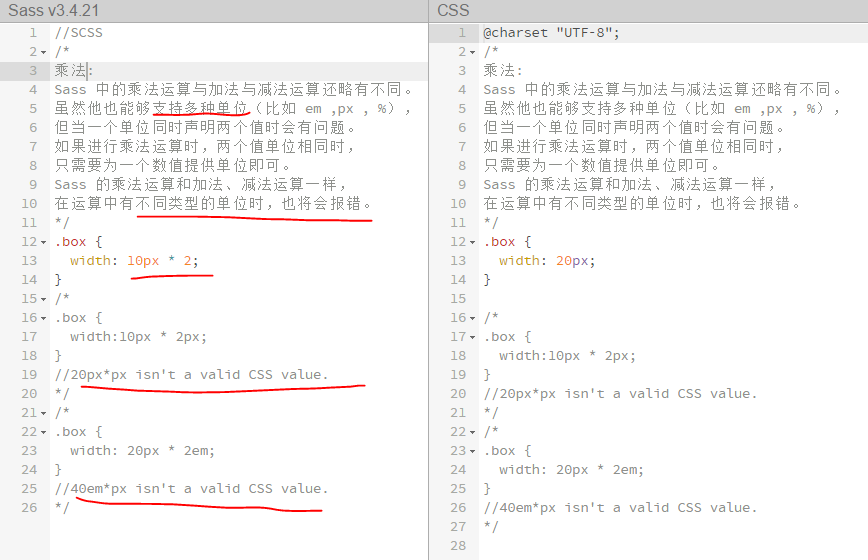 Sass v3.4.21
1 //SCSS
2 /*
3 乘法:
4 Sass 中的乘法运算与加法与减法运算还略有不同。
5 虽然他也能够支持多种单位（比如 em ,px , %），
6 但当一个单位同时声明两个值时会有问题。
7 如果进行乘法运算时，两个值单位相同时，
8 只需要为一个数值提供单位即可。
9 Sass 的乘法运算和加法、减法运算一样，
10 在运算中有不同类型的单位时，也将会报错。
11 */
12 .box {
13 width: 10px * 2;
14 }
15 /*
16 .box {
17 width:10px * 2px;
18 }
19 //20px*px isn't a valid CSS value.
20 */
21 /*
22 .box {
23 width: 20px * 2em;
24 }
25 //40em*px isn't a valid CSS value.
26 */
CSS
1 @charset "UTF-8";
2 /*
3 乘法:
4 Sass 中的乘法运算与加法与减法运算还略有不同。
5 虽然他也能够支持多种单位（比如 em ,px , %），
6 但当一个单位同时声明两个值时会有问题。
7 如果进行乘法运算时，两个值单位相同时，
8 只需要为一个数值提供单位即可。
9 Sass 的乘法运算和加法、减法运算一样，
10 在运算中有不同类型的单位时，也将会报错。
11 */
12 .box {
13 width: 20px;
14 }
15
16 /*
17 .box {
18 width:10px * 2px;
19 }
20 //20px*px isn't a valid CSS value.
21 */
22 /*
23 .box {
24 width: 20px * 2em;
25 }
26 //40em*px isn't a valid CSS value.
27 */
28